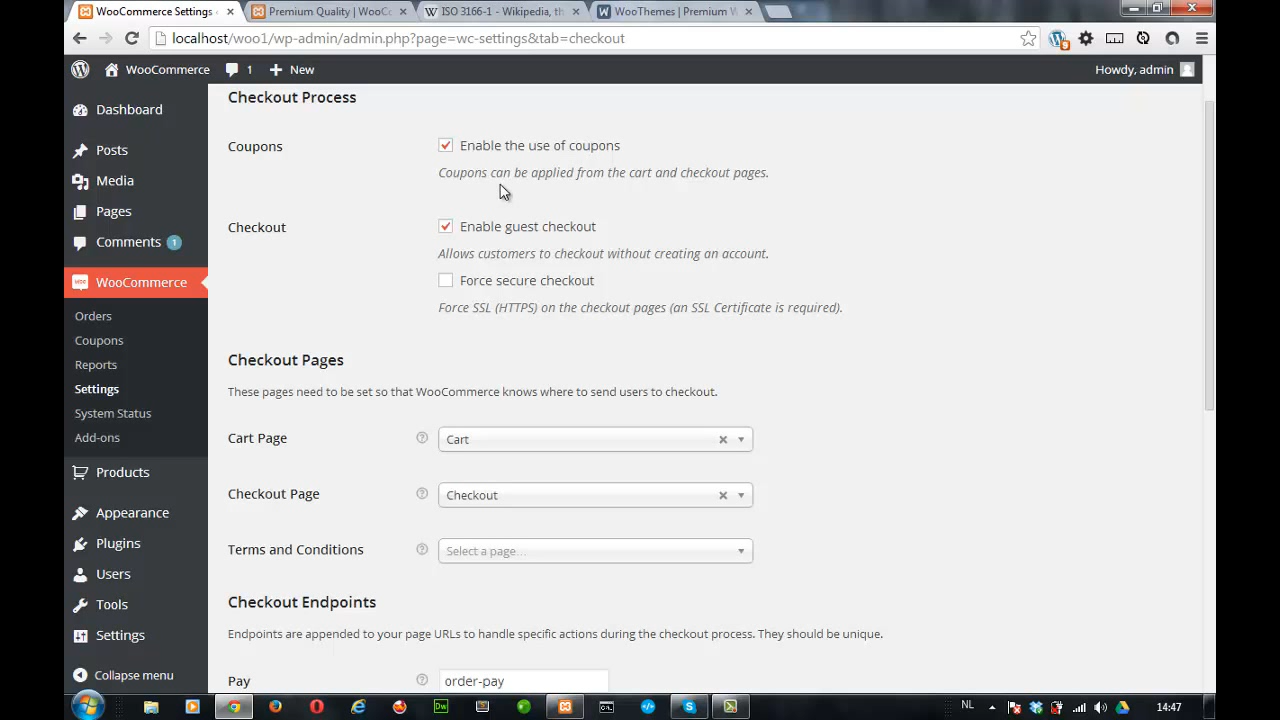 WooCommerce Settings
Premium Quality | WooC
ISO 3166-1 - Wikipedia, th
WooThemes | Premium W
localhost/woo1/wp-admin/admin.php?page=wc-settings&tab=checkout
9
WooCommerce 1 New
Howdy, admin
Dashboard
Posts
Media
Pages
Comments 1
WooCommerce
Orders
Coupons
Reports
Settings
System Status
Add-ons
Products
Appearance
Plugins
Users
Tools
Settings
Collapse menu
Checkout Process
Coupons
Enable the use of coupons
Coupons can be applied from the cart and checkout pages.
Checkout
Enable guest checkout
Allows customers to checkout without creating an account.
Force secure checkout
Force SSL (HTTPS) on the checkout pages (an SSL Certificate is required).
Checkout Pages
These pages need to be set so that WooCommerce knows where to send users to checkout.
Cart Page
Cart
Checkout Page
Checkout
Terms and Conditions
Select a page...
Checkout Endpoints
Endpoints are appended to your page URLs to handle specific actions during the checkout process. They should be unique.
Pay
order-pay
Dw
NL
14:47